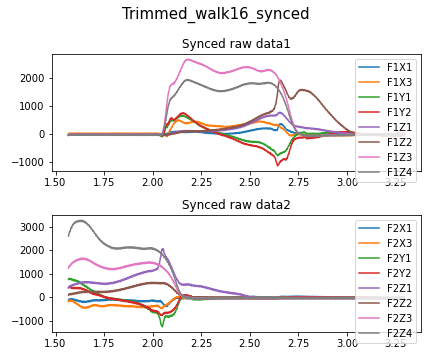 Trimmed_walk16_synced
Synced raw data1
2000
1000
0
−1000
F1X1
F1X3
F1Y1
F1Y2
F1Z1
F1Z2
F1Z3
F1Z4
1.50 1.75 2.00 2.25 2.50 2.75 3.00 3.25
Synced raw data2
3000
2000
1000
0
−1000
F2X1
F2X3
F2Y1
F2Y2
F2Z1
F2Z2
F2Z3
F2Z4
1.50 1.75 2.00 2.25 2.50 2.75 3.00 3.25